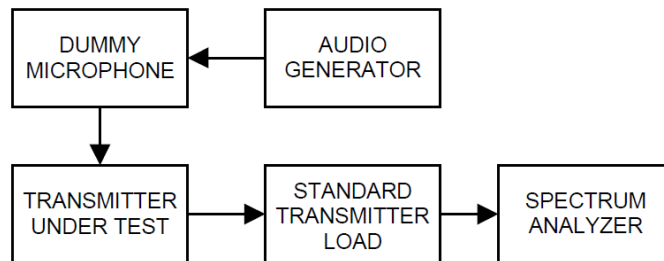 DUMMY
MICROPHONE
AUDIO
GENERATOR
TRANSMITTER
UNDER TEST
STANDARD
TRANSMITTER
LOAD
SPECTRUM
ANALYZER